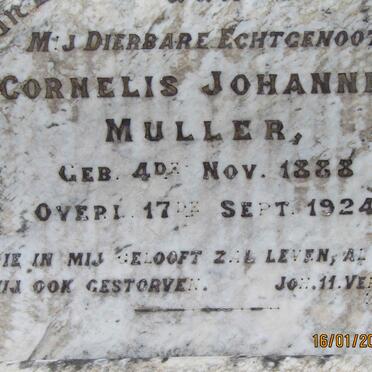 MIJ DIERBARE ECHTGENOOT
CORNELIS JOHANNE
MULLER,
GEB. 4DE NOV. 1888
OVERL. 17DE SEPT. 1924
IE IN MIJ GELOOFT ZAL LEVEN, AL
IJ OOK GESTORVEN. JOH. 11. VE
16/01/20